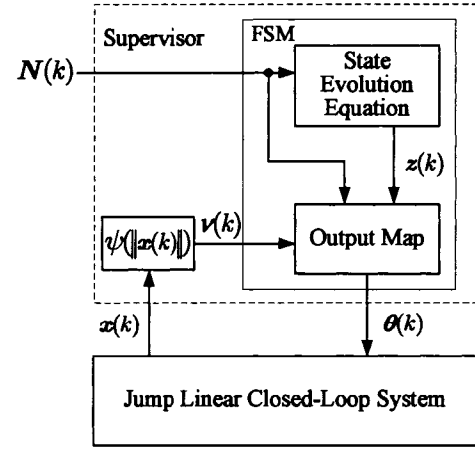 Supervisor
FSM
N(k)
State
Evolution
Equation
z(k)
ψ(||x(k)||)
ν(k)
Output Map
x(k)
θ(k)
Jump Linear Closed-Loop System